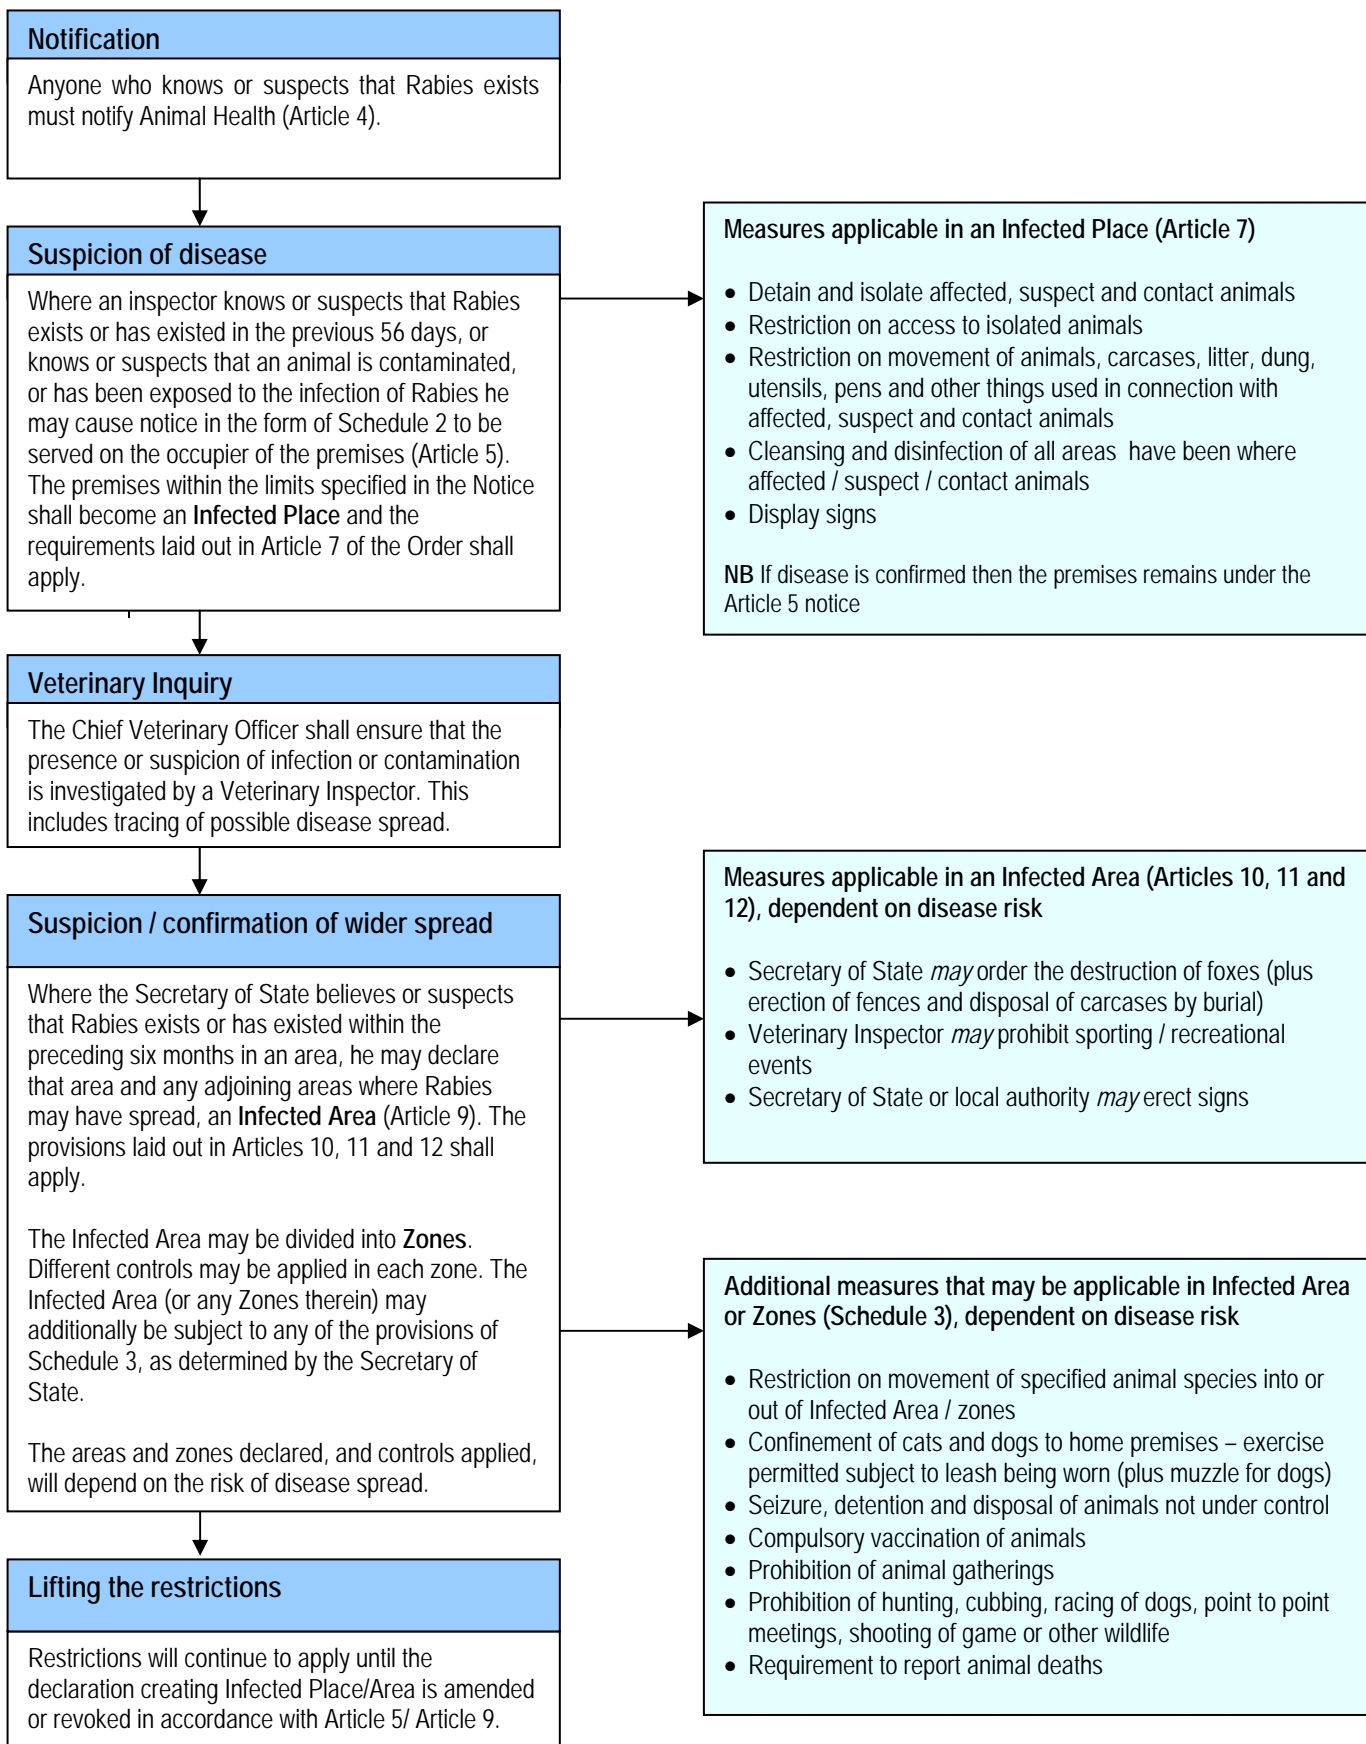 Notification
Anyone who knows or suspects that Rabies exists
must notify Animal Health (Article 4).
Suspicion of disease
Where an inspector knows or suspects that Rabies
exists or has existed in the previous 56 days, or
knows or suspects that an animal is contaminated,
or has been exposed to the infection of Rabies he
may cause notice in the form of Schedule 2 to be
served on the occupier of the premises (Article 5).
The premises within the limits specified in the Notice
shall become an Infected Place and the
requirements laid out in Article 7 of the Order shall
apply.
Measures applicable in an Infected Place (Article 7)
• Detain and isolate affected, suspect and contact animals
• Restriction on access to isolated animals
• Restriction on movement of animals, carcases, litter, dung,
utensils, pens and other things used in connection with
affected, suspect and contact animals
• Cleansing and disinfection of all areas have been where
affected / suspect / contact animals
• Display signs
NB If disease is confirmed then the premises remains under the
Article 5 notice
Veterinary Inquiry
The Chief Veterinary Officer shall ensure that the
presence or suspicion of infection or contamination
is investigated by a Veterinary Inspector. This
includes tracing of possible disease spread.
Suspicion / confirmation of wider spread
Where the Secretary of State believes or suspects
that Rabies exists or has existed within the
preceding six months in an area, he may declare
that area and any adjoining areas where Rabies
may have spread, an Infected Area (Article 9). The
provisions laid out in Articles 10, 11 and 12 shall
apply.
The Infected Area may be divided into Zones.
Different controls may be applied in each zone. The
Infected Area (or any Zones therein) may
additionally be subject to any of the provisions of
Schedule 3, as determined by the Secretary of
State.
The areas and zones declared, and controls applied,
will depend on the risk of disease spread.
Measures applicable in an Infected Area (Articles 10, 11 and
12), dependent on disease risk
• Secretary of State may order the destruction of foxes (plus
erection of fences and disposal of carcases by burial)
• Veterinary Inspector may prohibit sporting / recreational
events
• Secretary of State or local authority may erect signs
Additional measures that may be applicable in Infected Area
or Zones (Schedule 3), dependent on disease risk
• Restriction on movement of specified animal species into or
out of Infected Area / zones
• Confinement of cats and dogs to home premises – exercise
permitted subject to leash being worn (plus muzzle for dogs)
• Seizure, detention and disposal of animals not under control
• Compulsory vaccination of animals
• Prohibition of animal gatherings
• Prohibition of hunting, cubbing, racing of dogs, point to point
meetings, shooting of game or other wildlife
• Requirement to report animal deaths
Lifting the restrictions
Restrictions will continue to apply until the
declaration creating Infected Place/Area is amended
or revoked in accordance with Article 5/ Article 9.